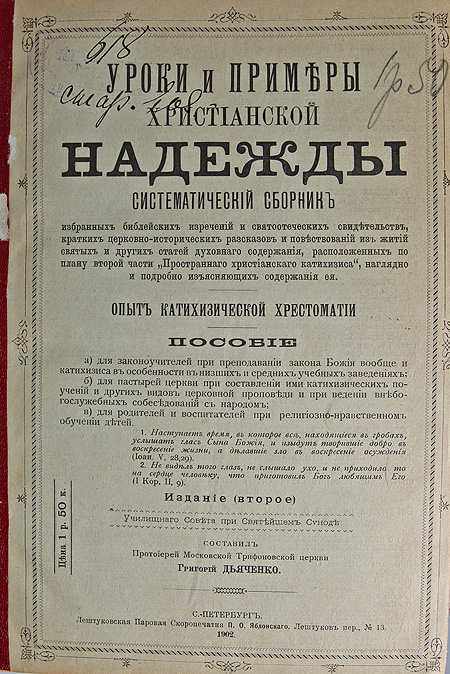 618
УРОКИ и ПРИМѢРЫ
1 р 50
стар.
ХРИСТІАНСКОЙ
НАДЕЖДЫ
СИСТЕМАТИЧЕСКІЙ СБОРНИКЪ
избранныхъ библейскихъ изреченій и святоотеческихъ свидѣтельствъ,
краткихъ церковно-историческихъ разсказовъ и повѣствованій изъ житій
святыхъ и другихъ статей духовнаго содержанія, расположенныхъ по
плану второй части „Пространнаго христіанскаго катихизиса“, наглядно
и подробно изъясняющихъ содержанія ея.
ОПЫТЪ КАТИХИЗИЧЕСКОЙ ХРЕСТОМАТІИ
ПОСОБІЕ
а) для законоучителей при преподаваніи закона Божія вообще и
катихизиса въ особенности въ низшихъ и среднихъ учебныхъ заведеніяхъ;
б) для пастырей церкви при составленіи ими катихизическихъ по-
ученій и другихъ видовъ церковной проповѣди и при веденіи внѣбо-
гослужебныхъ собесѣдованій съ народомъ;
в) для родителей и воспитателей при религіозно-нравственномъ
обученіи дѣтей.
1. Наступаетъ время, въ которое всѣ, находящіеся въ гробахъ,
услышатъ гласъ Сына Божія, и изыдутъ творившіе добро въ
воскресеніе жизни, а дѣлавшіе зло въ воскресеніе осужденія
(Іоан. V, 28,29).
2. Не видѣлъ того глазъ, не слышало ухо, и не приходило то
на сердце человѣку, что приготовилъ Богъ любящимъ Его
(I Кор. II, 9).
Изданіе (второе)
Училищнаго Совѣта при Святѣйшемъ Сѵнодѣ
СОСТАВИЛЪ
Протоіерей Московской Трифоновской церкви
Григорій ДЬЯЧЕНКО.
Цѣна 1 р. 50 к.
С.-ПЕТЕРБУРГЪ.
Лештуковская Паровая Скоропечатня П. О. Яблонскаго. Лештуковъ пер., № 13.
1902.